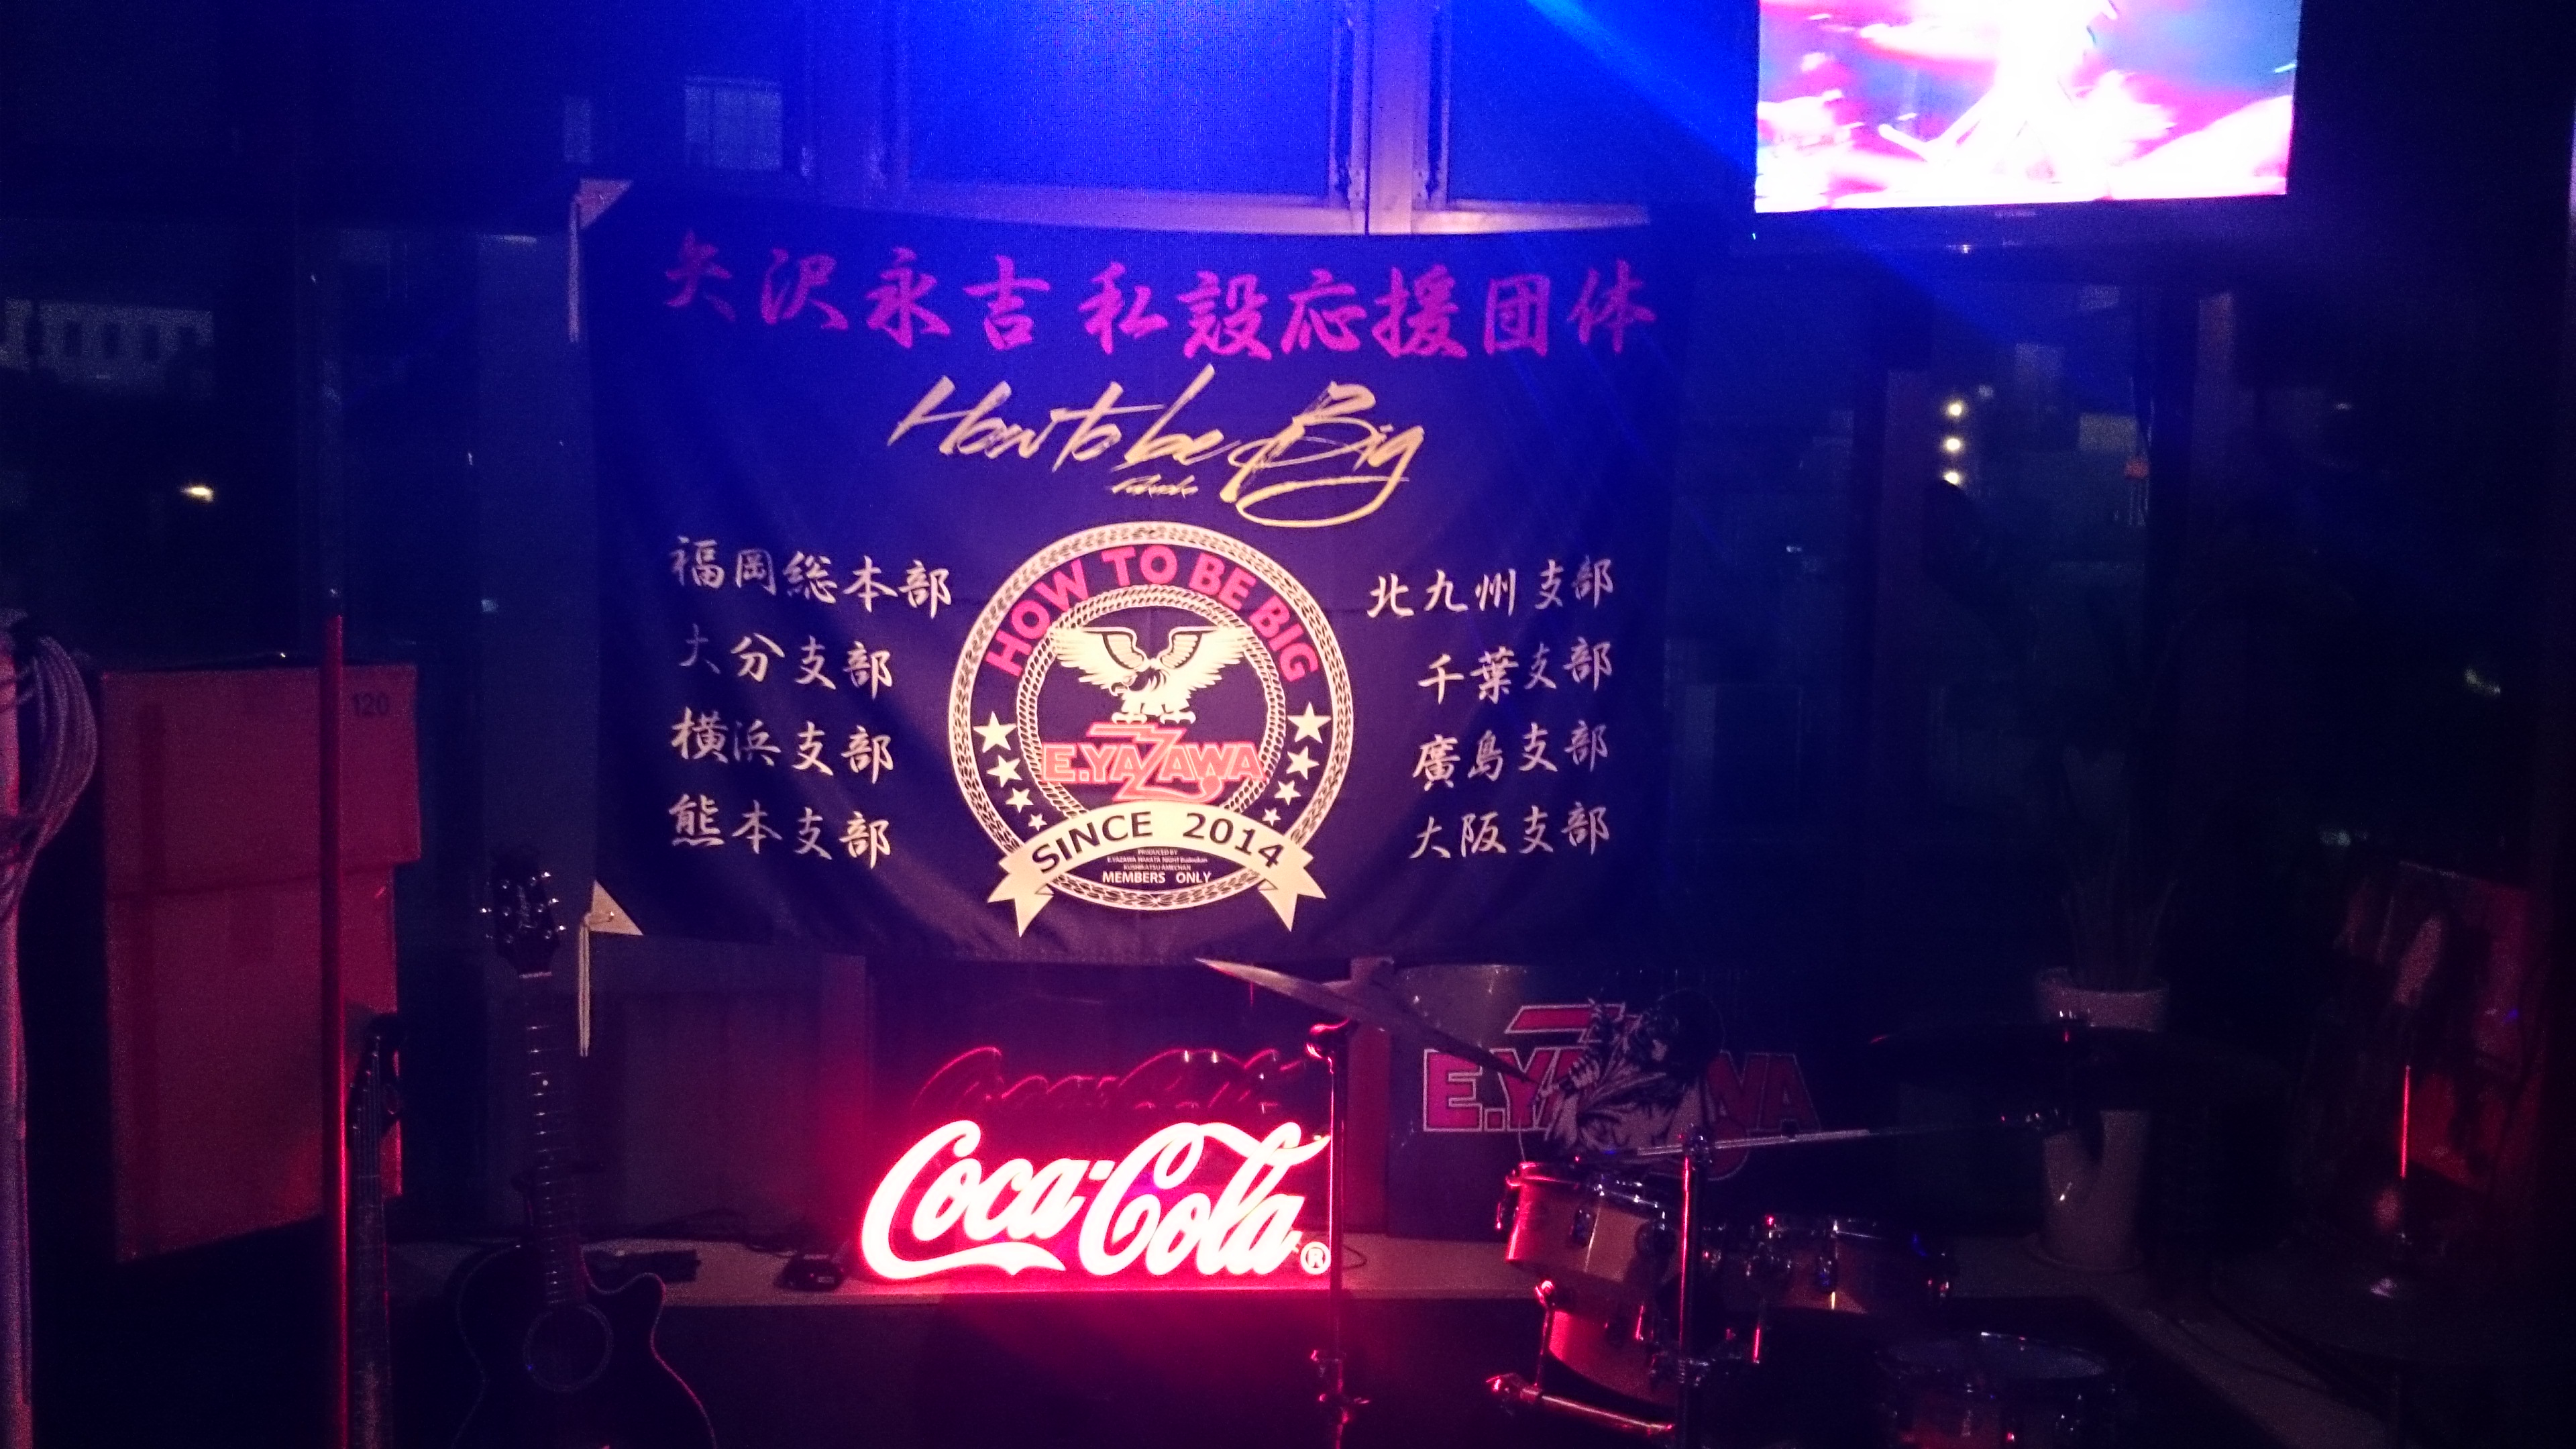 矢沢永吉私設応援団体
How to be Big
福岡総本部
大分支部
横浜支部
熊本支部
HOW TO BE BIG
E.YAZAWA
SINCE 2014
PRODUCED BY
MEMBERS ONLY
北九州支部
千葉支部
廣島支部
大阪支部
120
E.YAZAWA
Coca-Cola®